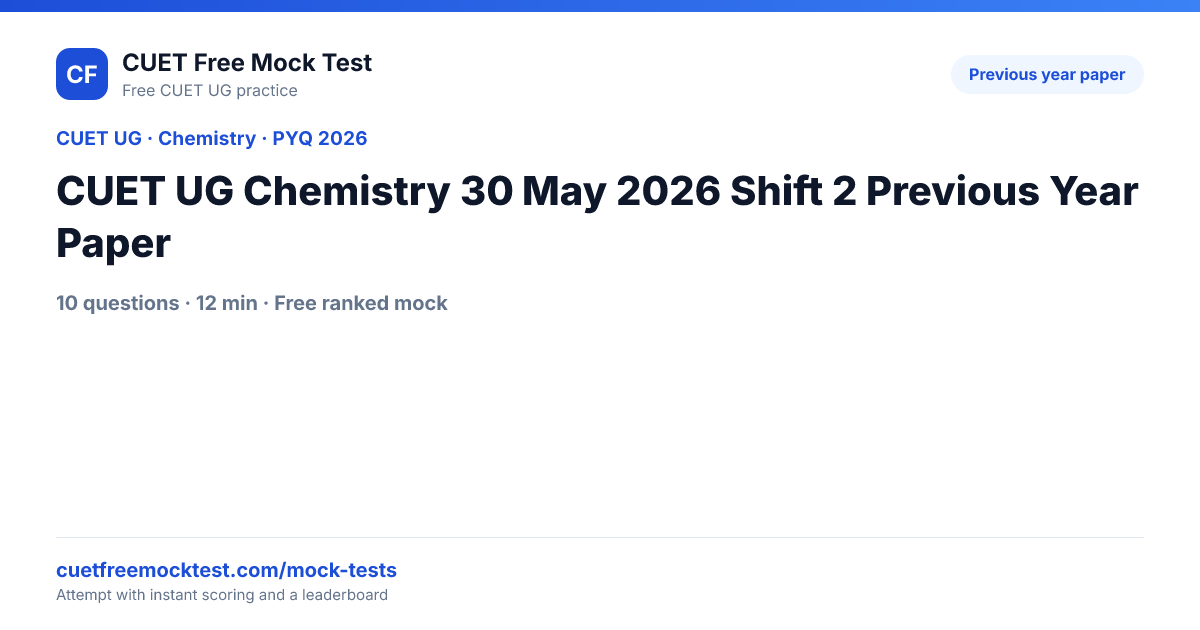 CF
CUET Free Mock Test
Free CUET UG practice
Previous year paper
CUET UG · Chemistry · PYQ 2026
CUET UG Chemistry 30 May 2026 Shift 2 Previous Year
Paper
10 questions · 12 min · Free ranked mock
cuetfreemocktest.com/mock-tests
Attempt with instant scoring and a leaderboard